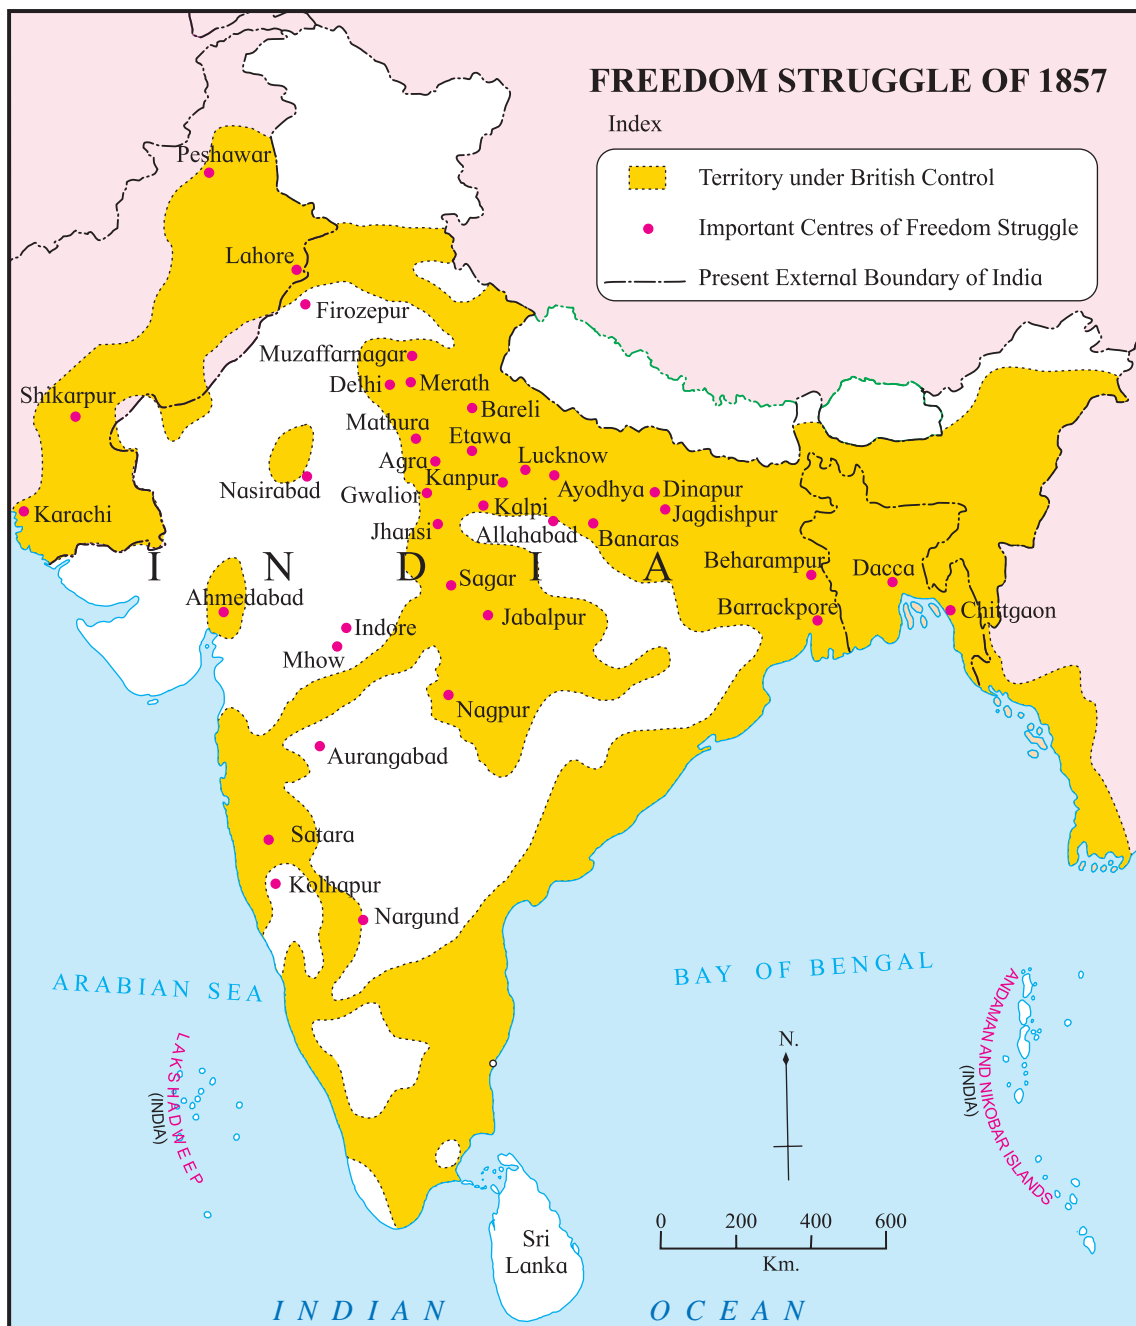 FREEDOM STRUGGLE OF 1857
Index
Territory under British Control
Important Centres of Freedom Struggle
Present External Boundary of India
Peshawar
Lahore
Firozepur
Muzaffarnagar
Delhi
Merath
Shikarpur
Bareli
Mathura
Etawa
Agra
Lucknow
Kanpur
Ayodhya
Dinapur
Nasirabad
Gwalior
Kalpi
Jagdishpur
Karachi
Jhansi
Allahabad
Banaras
I N D I A
Beharampur
Dacca
Sagar
Ahmedabad
Jabalpur
Barrackpore
Chittgaon
Indore
Mhow
Nagpur
Aurangabad
Satara
Kolhapur
Nargund
ARABIAN SEA
BAY OF BENGAL
LAKSHADWEEP
(INDIA)
ANDAMAN AND NIKOBAR ISLANDS
(INDIA)
N.
0 200 400 600
Km.
Sri
Lanka
INDIAN OCEAN